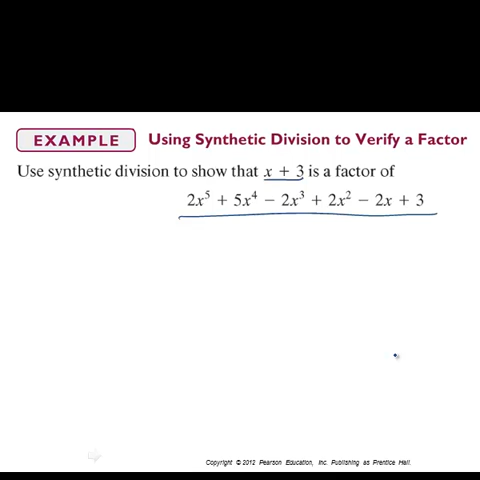 EXAMPLE Using Synthetic Division to Verify a Factor
Use synthetic division to show that x + 3 is a factor of
2x⁵ + 5x⁴ − 2x³ + 2x² − 2x + 3
Copyright © 2012 Pearson Education, Inc. Publishing as Prentice Hall.